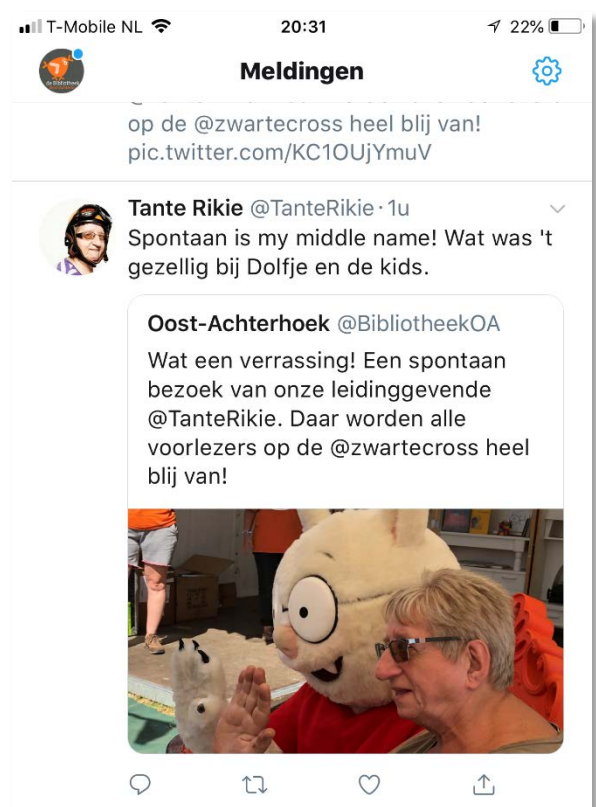 T-Mobile NL 20:31 22%
Meldingen
op de @zwartecross heel blij van!
pic.twitter.com/KC1OUjYmuV
Tante Rikie @TanteRikie · 1u
Spontaan is my middle name! Wat was 't
gezellig bij Dolfje en de kids.
Oost-Achterhoek @BibliotheekOA
Wat een verrassing! Een spontaan
bezoek van onze leidinggevende
@TanteRikie. Daar worden alle
voorlezers op de @zwartecross heel
blij van!